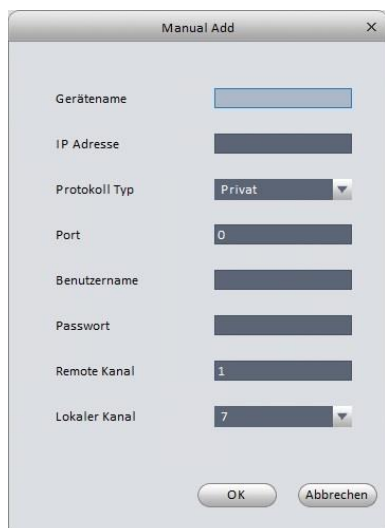 Manual Add
Gerätename
IP Adresse
Protokoll Typ Privat
Port 0
Benutzername
Passwort
Remote Kanal 1
Lokaler Kanal 7
OK Abbrechen